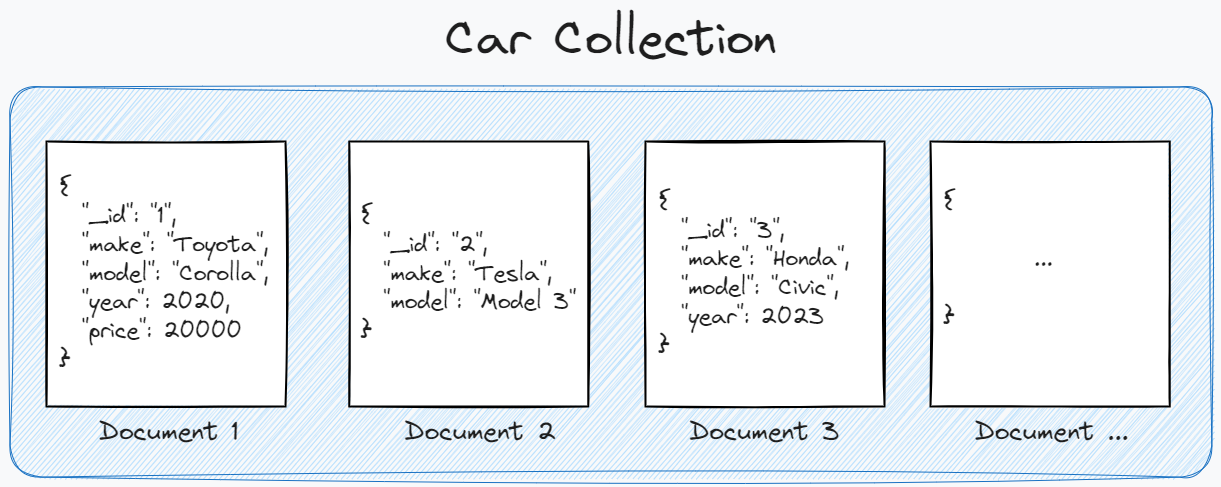 Car Collection
{
"_id": "1",
"make": "Toyota",
"model": "Corolla",
"year": 2020,
"price": 20000
}
Document 1
{
"_id": "2",
"make": "Tesla",
"model": "Model 3"
}
Document 2
{
"_id": "3",
"make": "Honda",
"model": "Civic",
"year": 2023
}
Document 3
{
...
}
Document ...